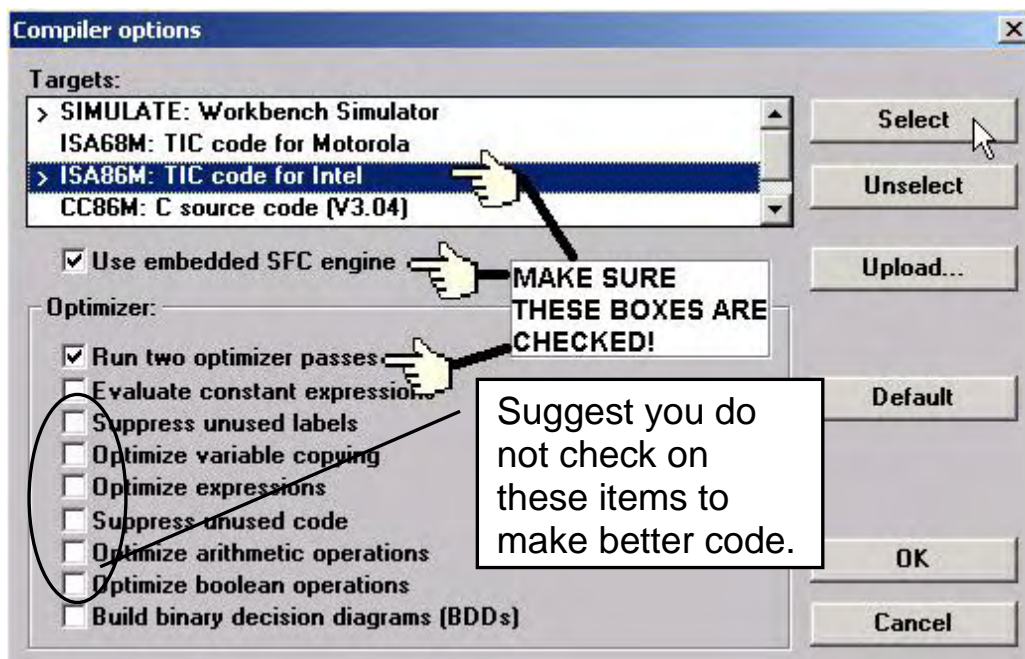 Compiler options
Targets:
> SIMULATE: Workbench Simulator
ISA68M: TIC code for Motorola
> ISA86M: TIC code for Intel
CC86M: C source code (V3.04)
Select
Unselect
Upload...
Use embedded SFC engine
MAKE SURE
THESE BOXES ARE
CHECKED!
Optimizer:
Run two optimizer passes
Evaluate constant expressions
Suppress unused labels
Optimize variable copying
Optimize expressions
Suppress unused code
Optimize arithmetic operations
Optimize boolean operations
Build binary decision diagrams (BDDs)
Suggest you do
not check on
these items to
make better code.
Default
OK
Cancel